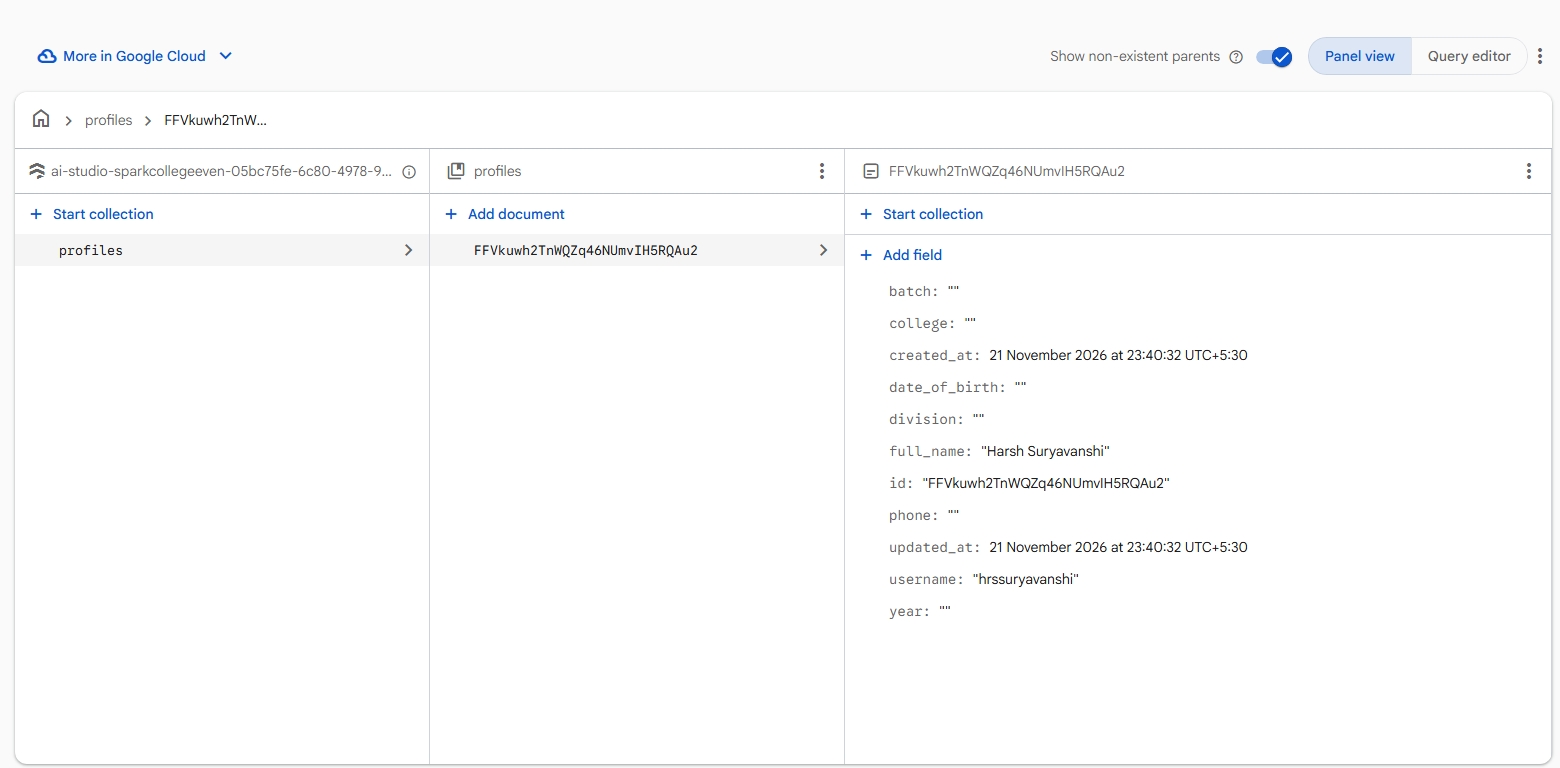 More in Google Cloud
Show non-existent parents
Panel view
Query editor
profiles
FFVkuwh2TnW...
ai-studio-sparkcollegeeven-05bc75fe-6c80-4978-9...
profiles
FFVkuwh2TnWQZq46NUmvIH5RQAu2
+ Start collection
+ Add document
+ Start collection
profiles
FFVkuwh2TnWQZq46NUmvIH5RQAu2
+ Add field
batch: ""
college: ""
created_at: 21 November 2026 at 23:40:32 UTC+5:30
date_of_birth: ""
division: ""
full_name: "Harsh Suryavanshi"
id: "FFVkuwh2TnWQZq46NUmvIH5RQAu2"
phone: ""
updated_at: 21 November 2026 at 23:40:32 UTC+5:30
username: "hrssuryavanshi"
year: ""